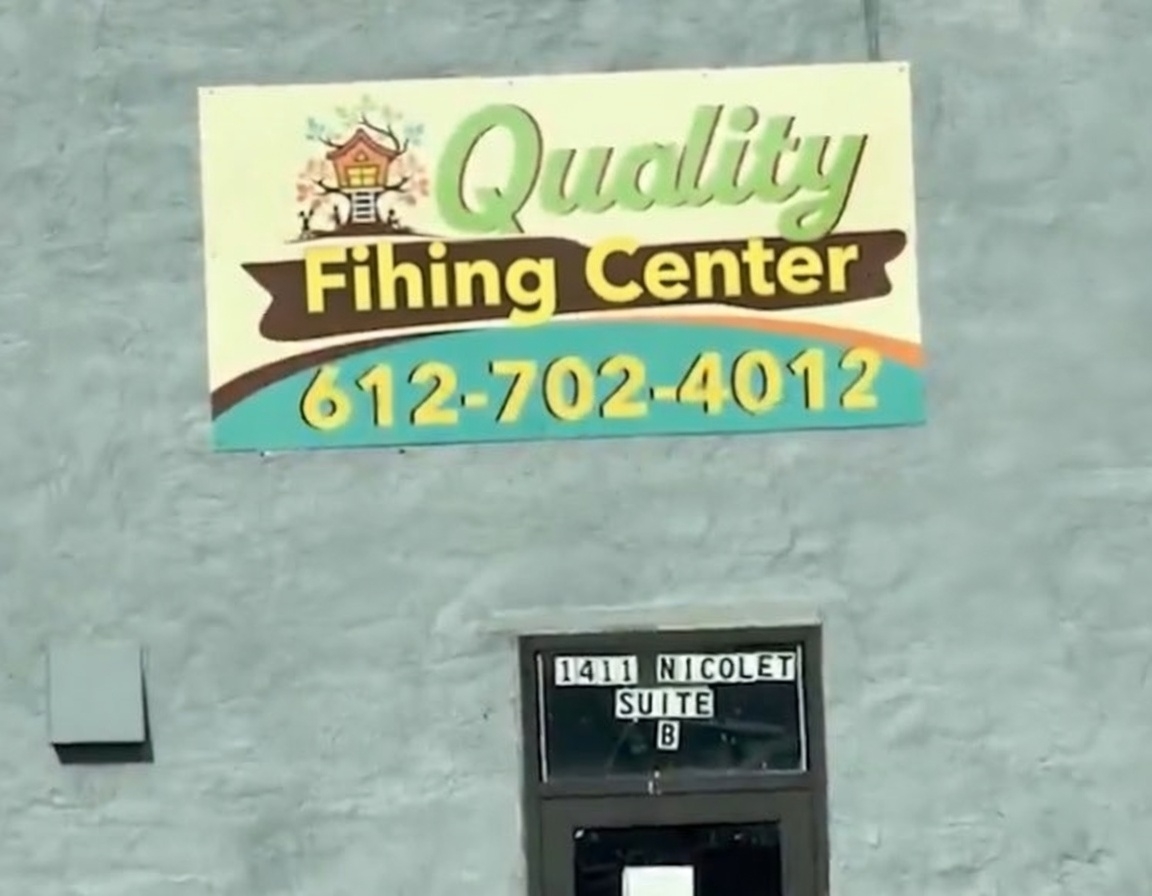 Quality
Fihing Center
612-702-4012
1411 NICOLET
SUITE
B